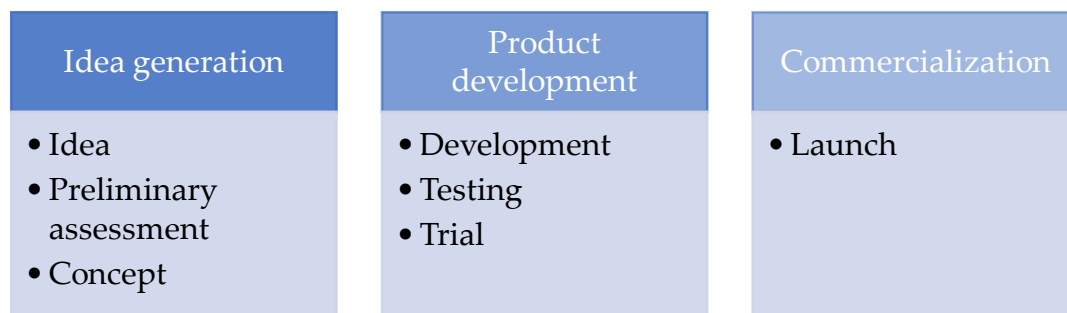 Idea generation
• Idea
• Preliminary
assessment
• Concept
Product
development
• Development
• Testing
• Trial
Commercialization
• Launch